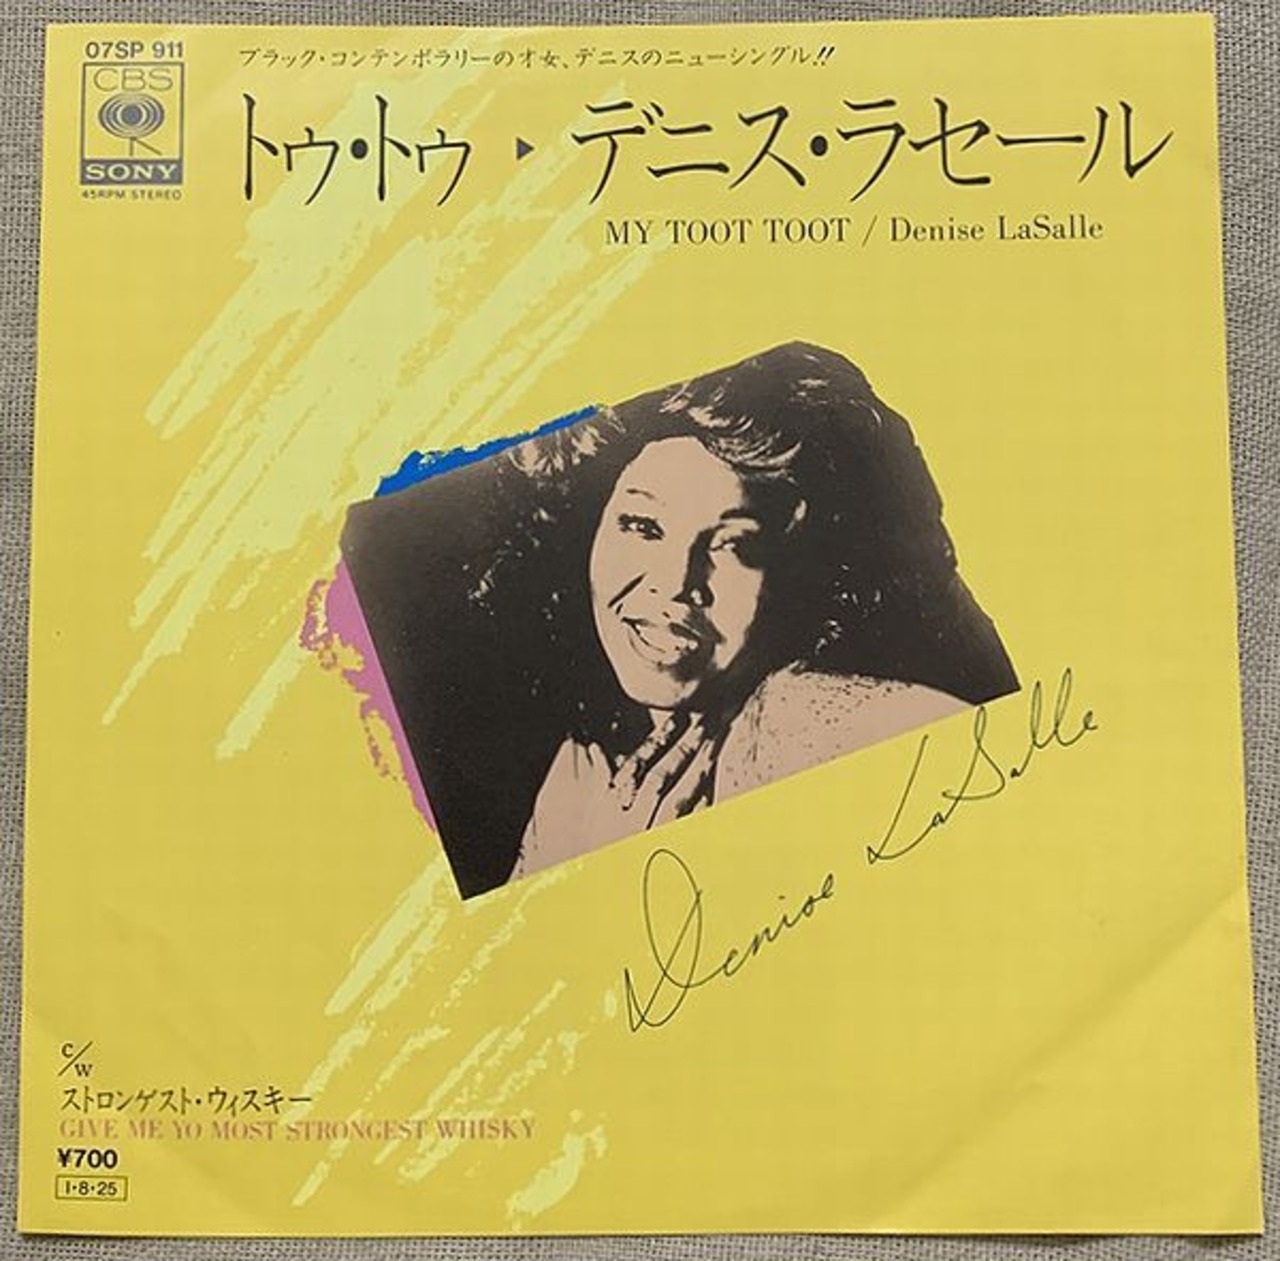 07SP 911
CBS
SONY
45RPM STEREO
ブラック・コンテンポラリーの才女、デニスのニューシングル!!
トゥ・トゥ ▶ デニス・ラセール
MY TOOT TOOT / Denise LaSalle
Denise LaSalle
c/w
ストロンゲスト・ウィスキー
GIVE ME YO MOST STRONGEST WHISKY
¥700
I・8・25